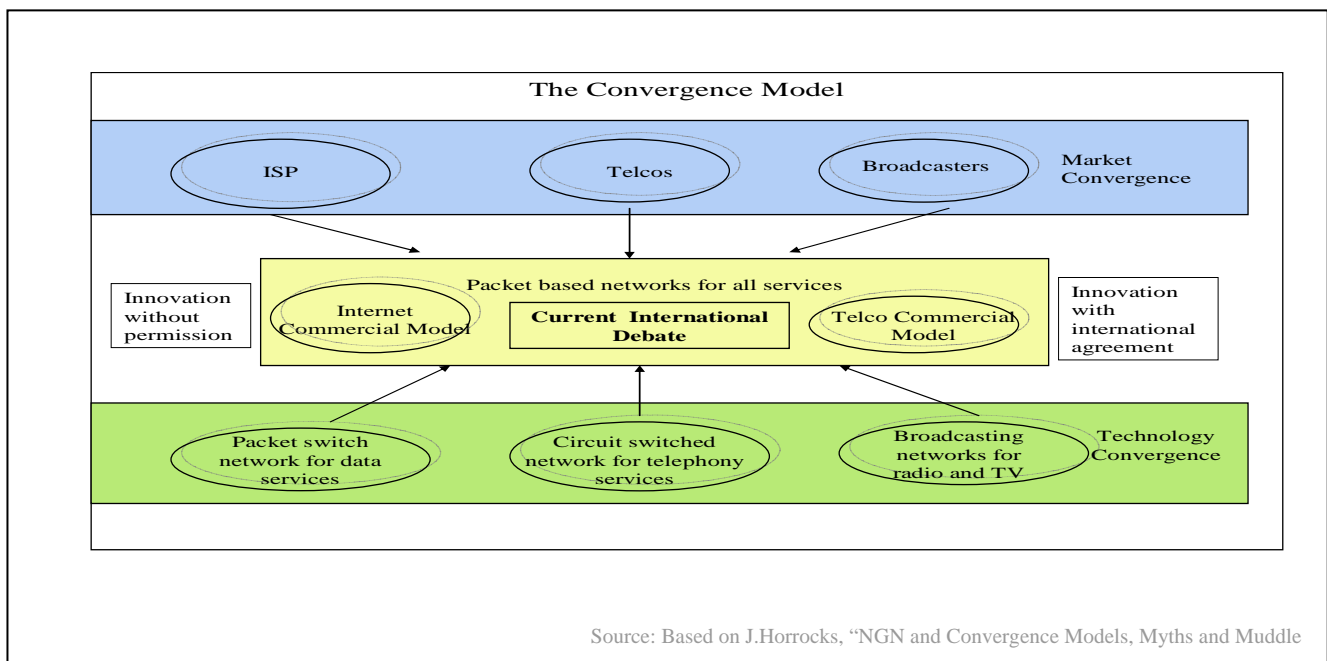 The Convergence Model
ISP
Telcos
Broadcasters
Market
Convergence
Innovation
without
permission
Packet based networks for all services
Internet
Commercial Model
Current International
Debate
Telco Commercial
Model
Innovation
with
international
agreement
Packet switch
network for data
services
Circuit switched
network for telephony
services
Broadcasting
networks for
radio and TV
Technology
Convergence
Source: Based on J.Horrocks, “NGN and Convergence Models, Myths and Muddle